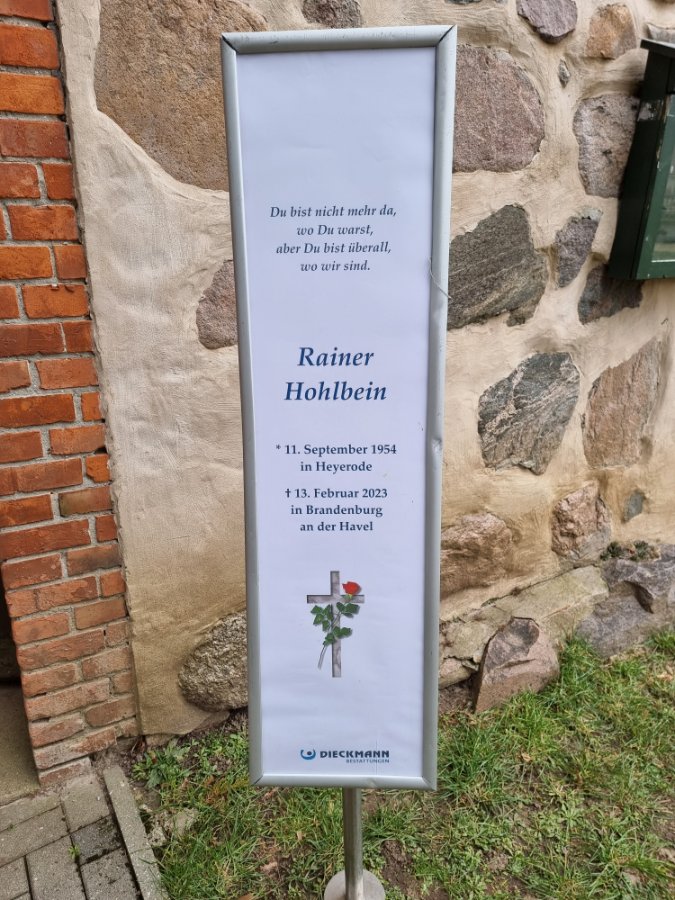 Du bist nicht mehr da,
wo Du warst,
aber Du bist überall,
wo wir sind.
Rainer
Hohlbein
* 11. September 1954
in Heyerode
† 13. Februar 2023
in Brandenburg
an der Havel
DIECKMANN
BESTATTUNGEN